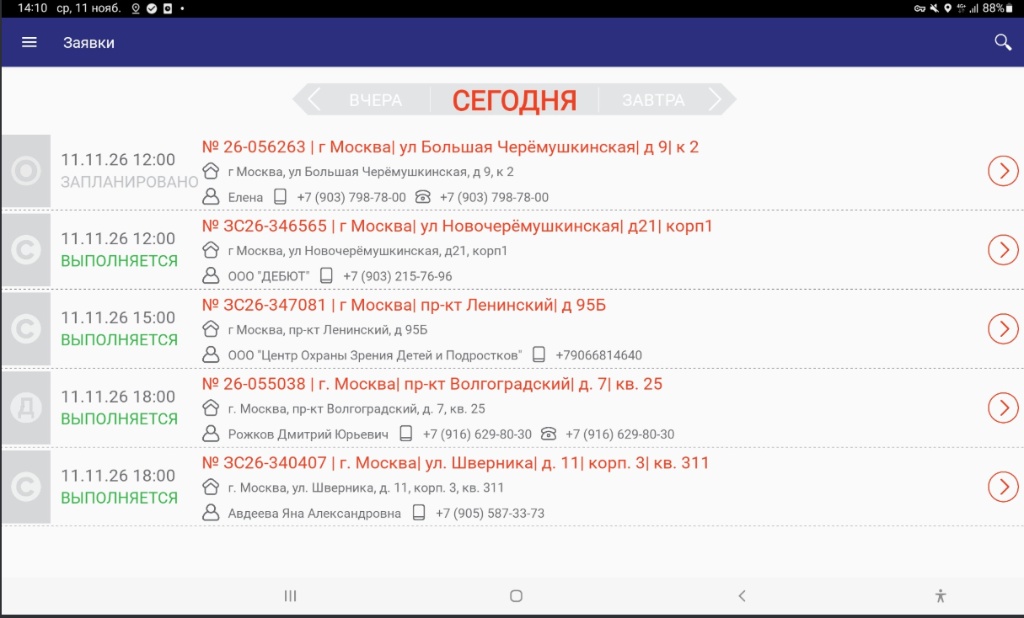 14:10 ср, 11 нояб. 88%
Заявки
ВЧЕРА СЕГОДНЯ ЗАВТРА
№ 26-056263 | г Москва| ул Большая Черёмушкинская| д 9| к 2
11.11.26 12:00
г Москва, ул Большая Черёмушкинская, д 9, к 2
ЗАПЛАНИРОВАНО
Елена +7 (903) 798-78-00 +7 (903) 798-78-00
№ ЗС26-346565 | г Москва| ул Новочерёмушкинская| д21| корп1
С 11.11.26 12:00
г Москва, ул Новочерёмушкинская, д21, корп1
ВЫПОЛНЯЕТСЯ
ООО "ДЕБЮТ" +7 (903) 215-76-96
№ ЗС26-347081 | г Москва| пр-кт Ленинский| д 95Б
С 11.11.26 15:00
г Москва, пр-кт Ленинский, д 95Б
ВЫПОЛНЯЕТСЯ
ООО "Центр Охраны Зрения Детей и Подростков" +79066814640
№ 26-055038 | г. Москва| пр-кт Волгоградский| д. 7| кв. 25
Д 11.11.26 18:00
г. Москва, пр-кт Волгоградский, д. 7, кв. 25
ВЫПОЛНЯЕТСЯ
Рожков Дмитрий Юрьевич +7 (916) 629-80-30 +7 (916) 629-80-30
№ ЗС26-340407 | г. Москва| ул. Шверника| д. 11| корп. 3| кв. 311
С 11.11.26 18:00
г. Москва, ул. Шверника, д. 11, корп. 3, кв. 311
ВЫПОЛНЯЕТСЯ
Авдеева Яна Александровна +7 (905) 587-33-73